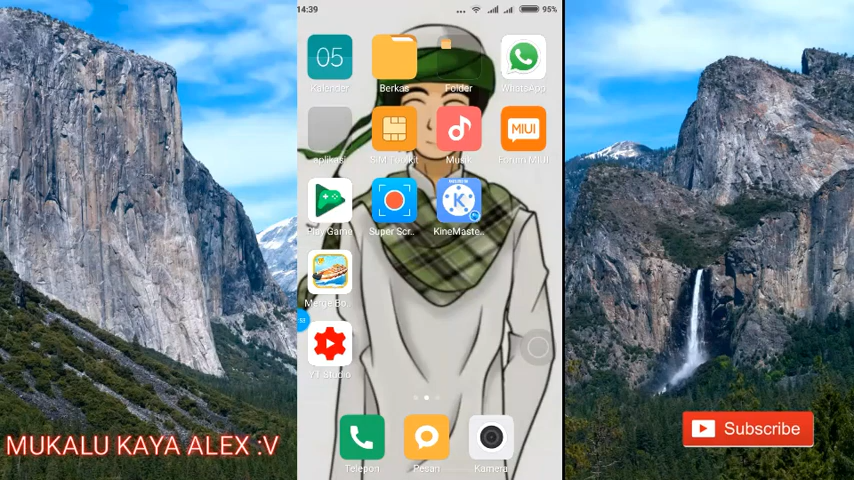 14:39
95%
05
Kalender
Berkas
Folder
WhatsApp
aplikasi
SIM Toolkit
Musik
MIUI
Forum MIUI
K
Play Game
Super Scr..
KineMaste..
Merge Bo..
YT Studio
Telepon
Pesan
Kamera
MUKALU KAYA ALEX :V
Subscribe